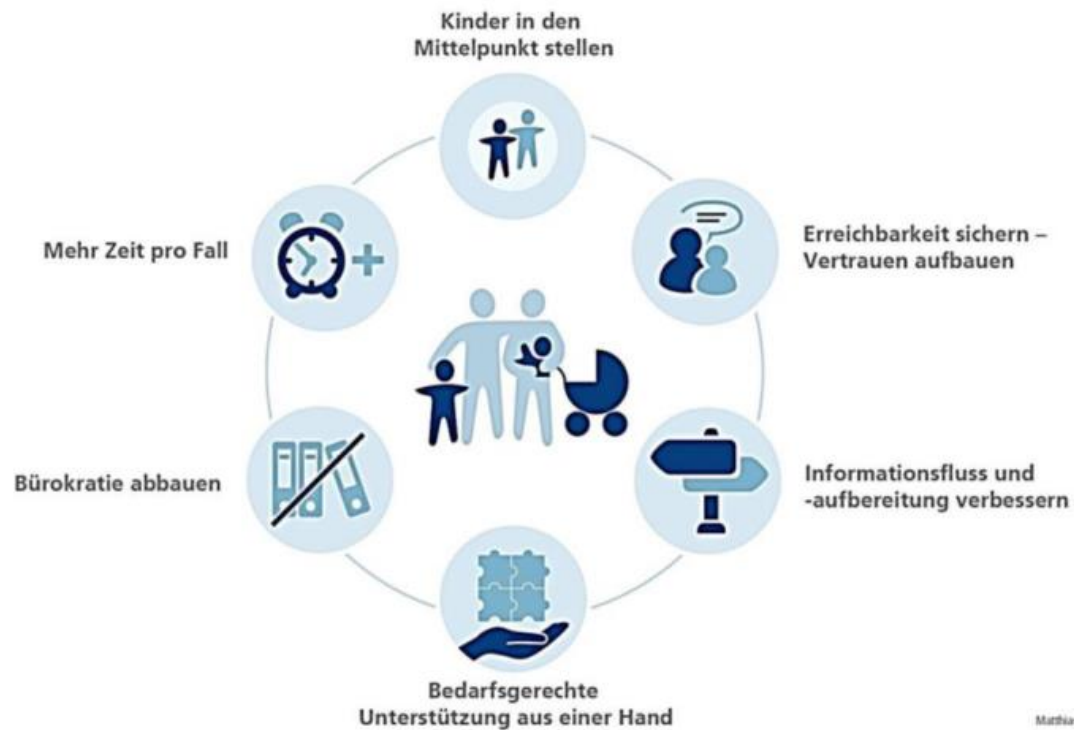 Kinder in den
Mittelpunkt stellen
Mehr Zeit pro Fall
Erreichbarkeit sichern –
Vertrauen aufbauen
Bürokratie abbauen
Informationsfluss und
-aufbereitung verbessern
Bedarfsgerechte
Unterstützung aus einer Hand
Matthia